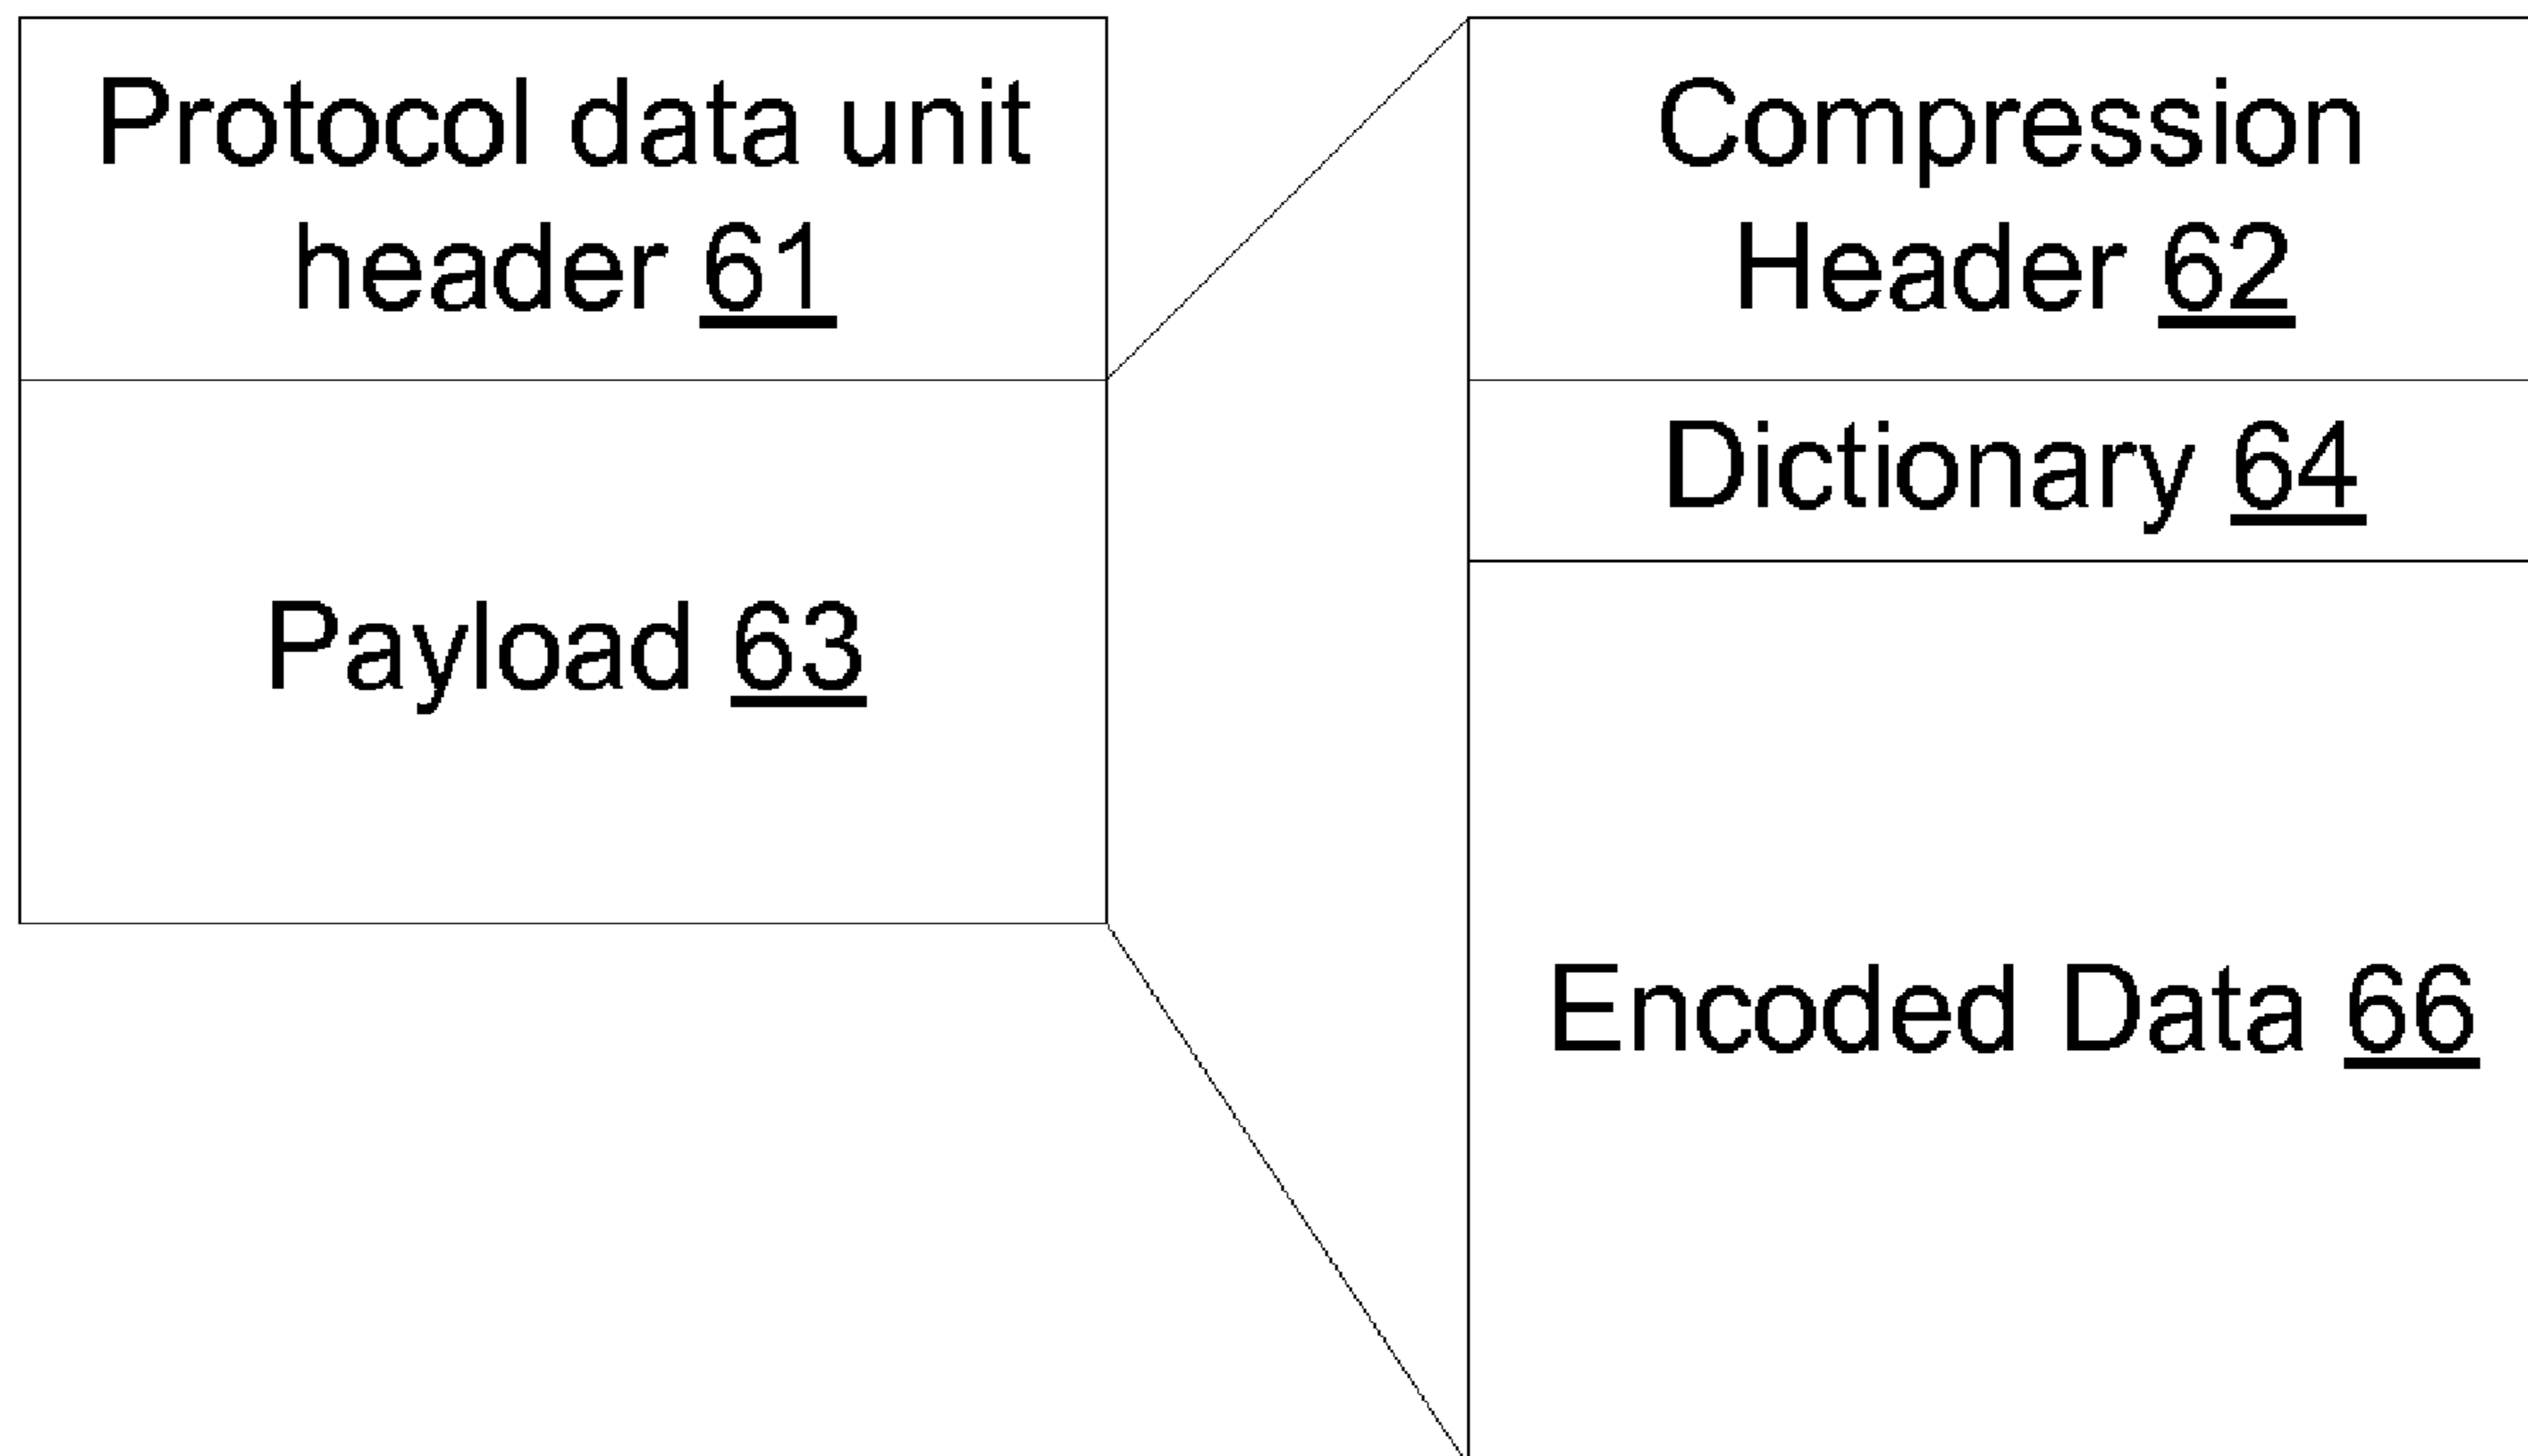 Protocol data unit
header 61
Payload 63
Compression
Header 62
Dictionary 64
Encoded Data 66